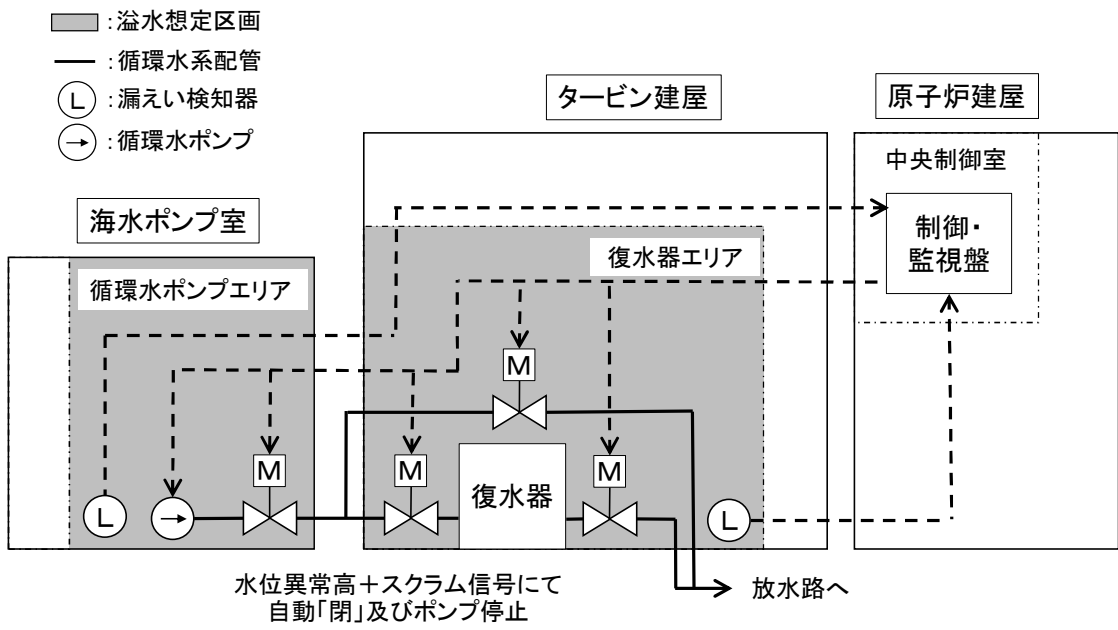 :溢水想定区画
:循環水系配管
L
:漏えい検知器
:循環水ポンプ
タービン建屋
原子炉建屋
海水ポンプ室
中央制御室
制御・
監視盤
復水器エリア
循環水ポンプエリア
M
M
M
M
復水器
L
L
水位異常高＋スクラム信号にて
自動「閉」及びポンプ停止
放水路へ